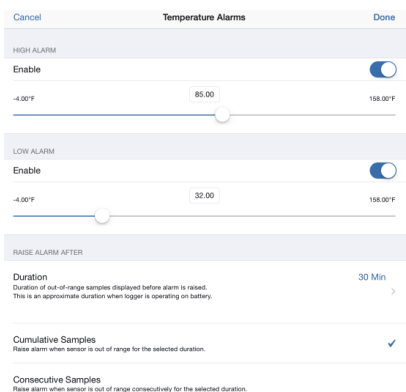 Cancel Temperature Alarms Done
HIGH ALARM
Enable
-4.00°F 85.00 158.00°F
LOW ALARM
Enable
-4.00°F 32.00 158.00°F
RAISE ALARM AFTER
Duration 30 Min
Duration of out-of-range samples displayed before alarm is raised.
This is an approximate duration when logger is operating on battery.
Cumulative Samples
Raise alarm when sensor is out of range for the selected duration.
Consecutive Samples
Raise alarm when sensor is out of range consecutively for the selected duration.